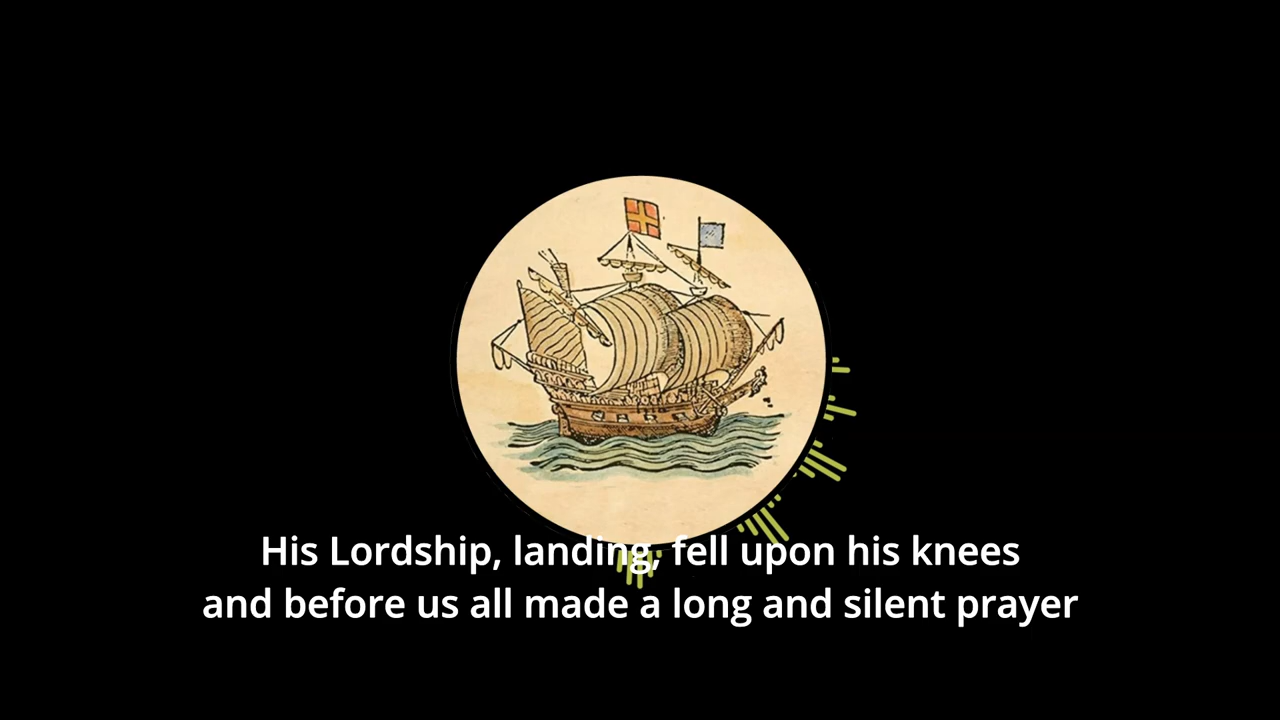 His Lordship, landing, fell upon his knees
and before us all made a long and silent prayer